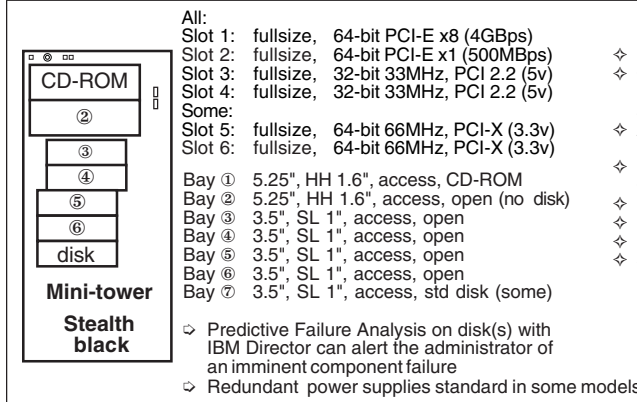 CD-ROM
②
③
④
⑤
⑥
disk
Mini-tower
Stealth
black
All:
Slot 1: fullsize, 64-bit PCI-E x8 (4GBps)
Slot 2: fullsize, 64-bit PCI-E x1 (500MBps)
Slot 3: fullsize, 32-bit 33MHz, PCI 2.2 (5v)
Slot 4: fullsize, 32-bit 33MHz, PCI 2.2 (5v)
Some:
Slot 5: fullsize, 64-bit 66MHz, PCI-X (3.3v)
Slot 6: fullsize, 64-bit 66MHz, PCI-X (3.3v)
Bay ① 5.25", HH 1.6", access, CD-ROM
Bay ② 5.25", HH 1.6", access, open (no disk)
Bay ③ 3.5", SL 1", access, open
Bay ④ 3.5", SL 1", access, open
Bay ⑤ 3.5", SL 1", access, open
Bay ⑥ 3.5", SL 1", access, open
Bay ⑦ 3.5", SL 1", access, std disk (some)
➩ Predictive Failure Analysis on disk(s) with
IBM Director can alert the administrator of
an imminent component failure
➩ Redundant power supplies standard in some models